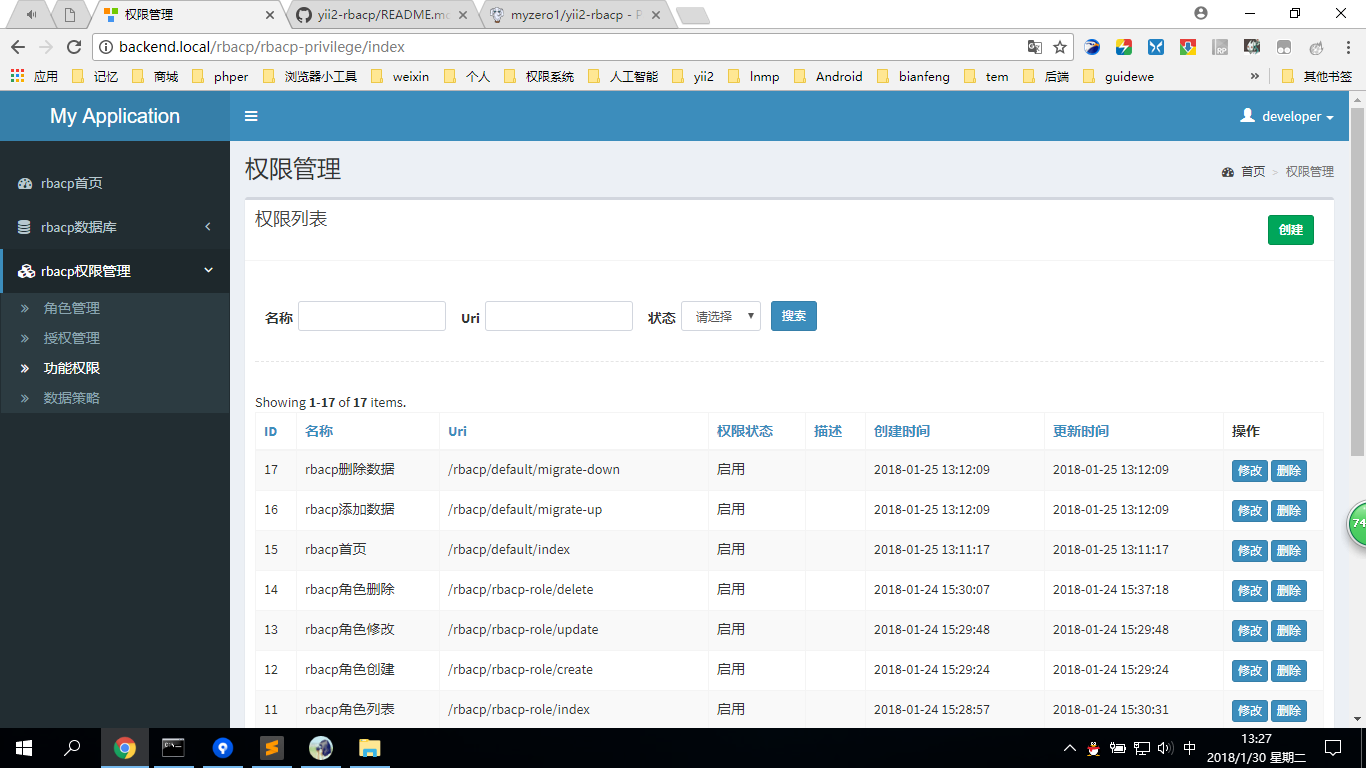 权限管理
yii2-rbacp/README.mc
myzero1/yii2-rbacp - P
backend.local/rbacp/rbacp-privilege/index
应用 记忆 商城 phper 浏览器小工具 weixin 个人 权限系统 人工智能 yii2 lnmp Android bianfeng tem 后端 guidewe » 其他书签
My Application
developer
rbacp首页
rbacp数据库
rbacp权限管理
角色管理
授权管理
功能权限
数据策略
权限管理
首页 > 权限管理
权限列表
创建
名称 Uri 状态 请选择 搜索
Showing 1-17 of 17 items.
ID 名称 Uri 权限状态 描述 创建时间 更新时间 操作
17 rbacp删除数据 /rbacp/default/migrate-down 启用 2018-01-25 13:12:09 2018-01-25 13:12:09 修改 删除
16 rbacp添加数据 /rbacp/default/migrate-up 启用 2018-01-25 13:12:09 2018-01-25 13:12:09 修改 删除
15 rbacp首页 /rbacp/default/index 启用 2018-01-25 13:11:17 2018-01-25 13:11:17 修改 删除
14 rbacp角色删除 /rbacp/rbacp-role/delete 启用 2018-01-24 15:30:07 2018-01-24 15:37:18 修改 删除
13 rbacp角色修改 /rbacp/rbacp-role/update 启用 2018-01-24 15:29:48 2018-01-24 15:29:48 修改 删除
12 rbacp角色创建 /rbacp/rbacp-role/create 启用 2018-01-24 15:29:24 2018-01-24 15:29:24 修改 删除
11 rbacp角色列表 /rbacp/rbacp-role/index 启用 2018-01-24 15:28:57 2018-01-24 15:30:31 修改 删除
74
中
13:27
2018/1/30 星期二